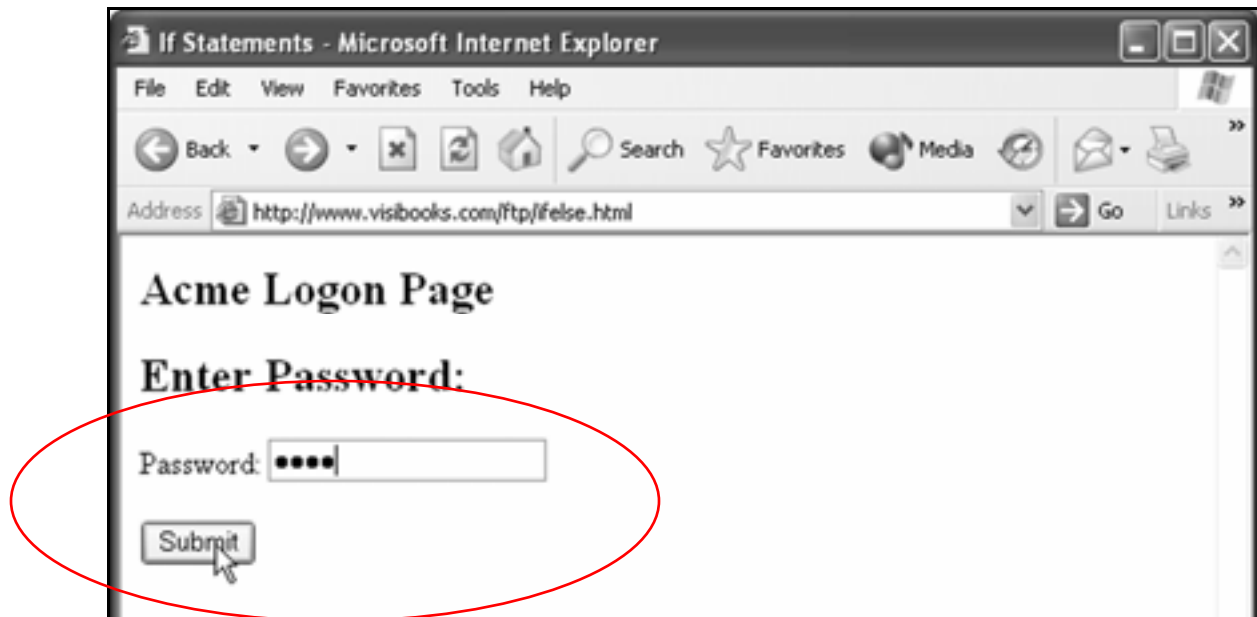 If Statements - Microsoft Internet Explorer
File Edit View Favorites Tools Help
Back Search Favorites Media »
Address http://www.visibooks.com/ftp/ifelse.html Go Links »
Acme Logon Page
Enter Password:
Password: ••••
Submit